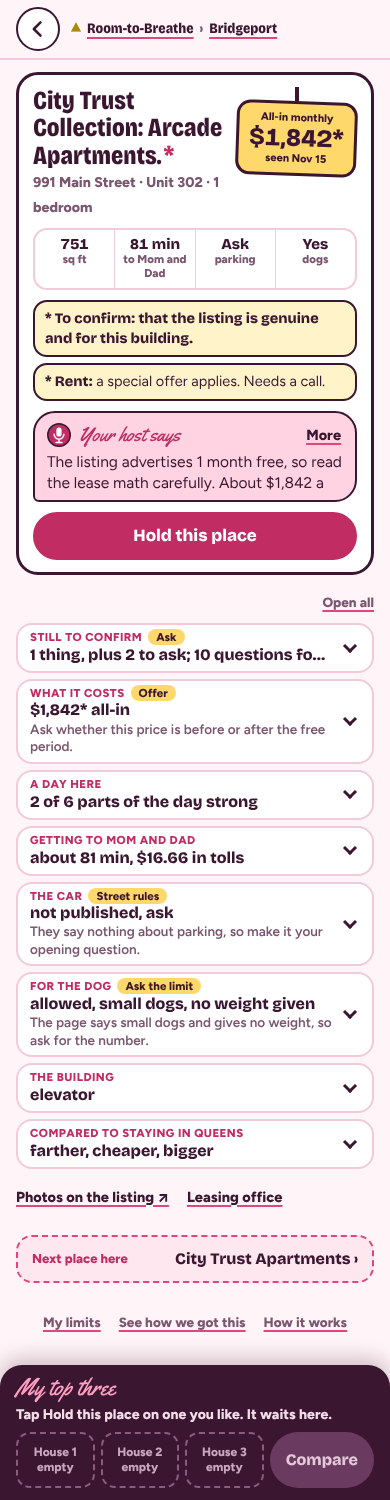 Room-to-Breathe › Bridgeport
City Trust
Collection: Arcade
Apartments.*
991 Main Street · Unit 302 · 1
bedroom
All-in monthly
$1,842*
seen Nov 15
751
sq ft
81 min
to Mom and
Dad
Ask
parking
Yes
dogs
* To confirm: that the listing is genuine
and for this building.
* Rent: a special offer applies. Needs a call.
Your host says
More
The listing advertises 1 month free, so read
the lease math carefully. About $1,842 a
Hold this place
Open all
STILL TO CONFIRM Ask
1 thing, plus 2 to ask; 10 questions fo...
WHAT IT COSTS Offer
$1,842* all-in
Ask whether this price is before or after the free
period.
A DAY HERE
2 of 6 parts of the day strong
GETTING TO MOM AND DAD
about 81 min, $16.66 in tolls
THE CAR Street rules
not published, ask
They say nothing about parking, so make it your
opening question.
FOR THE DOG Ask the limit
allowed, small dogs, no weight given
The page says small dogs and gives no weight, so
ask for the number.
THE BUILDING
elevator
COMPARED TO STAYING IN QUEENS
farther, cheaper, bigger
Photos on the listing ↗ Leasing office
Next place here City Trust Apartments ›
My limits See how we got this How it works
My top three
Tap Hold this place on one you like. It waits here.
House 1
empty
House 2
empty
House 3
empty
Compare